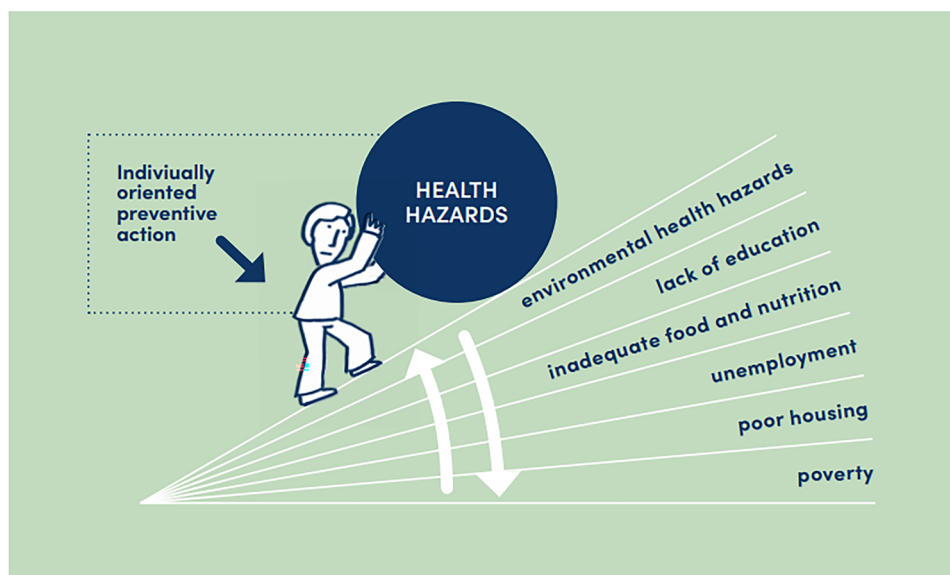 Indiviually
oriented
preventive
action
HEALTH
HAZARDS
environmental health hazards
lack of education
inadequate food and nutrition
unemployment
poor housing
poverty